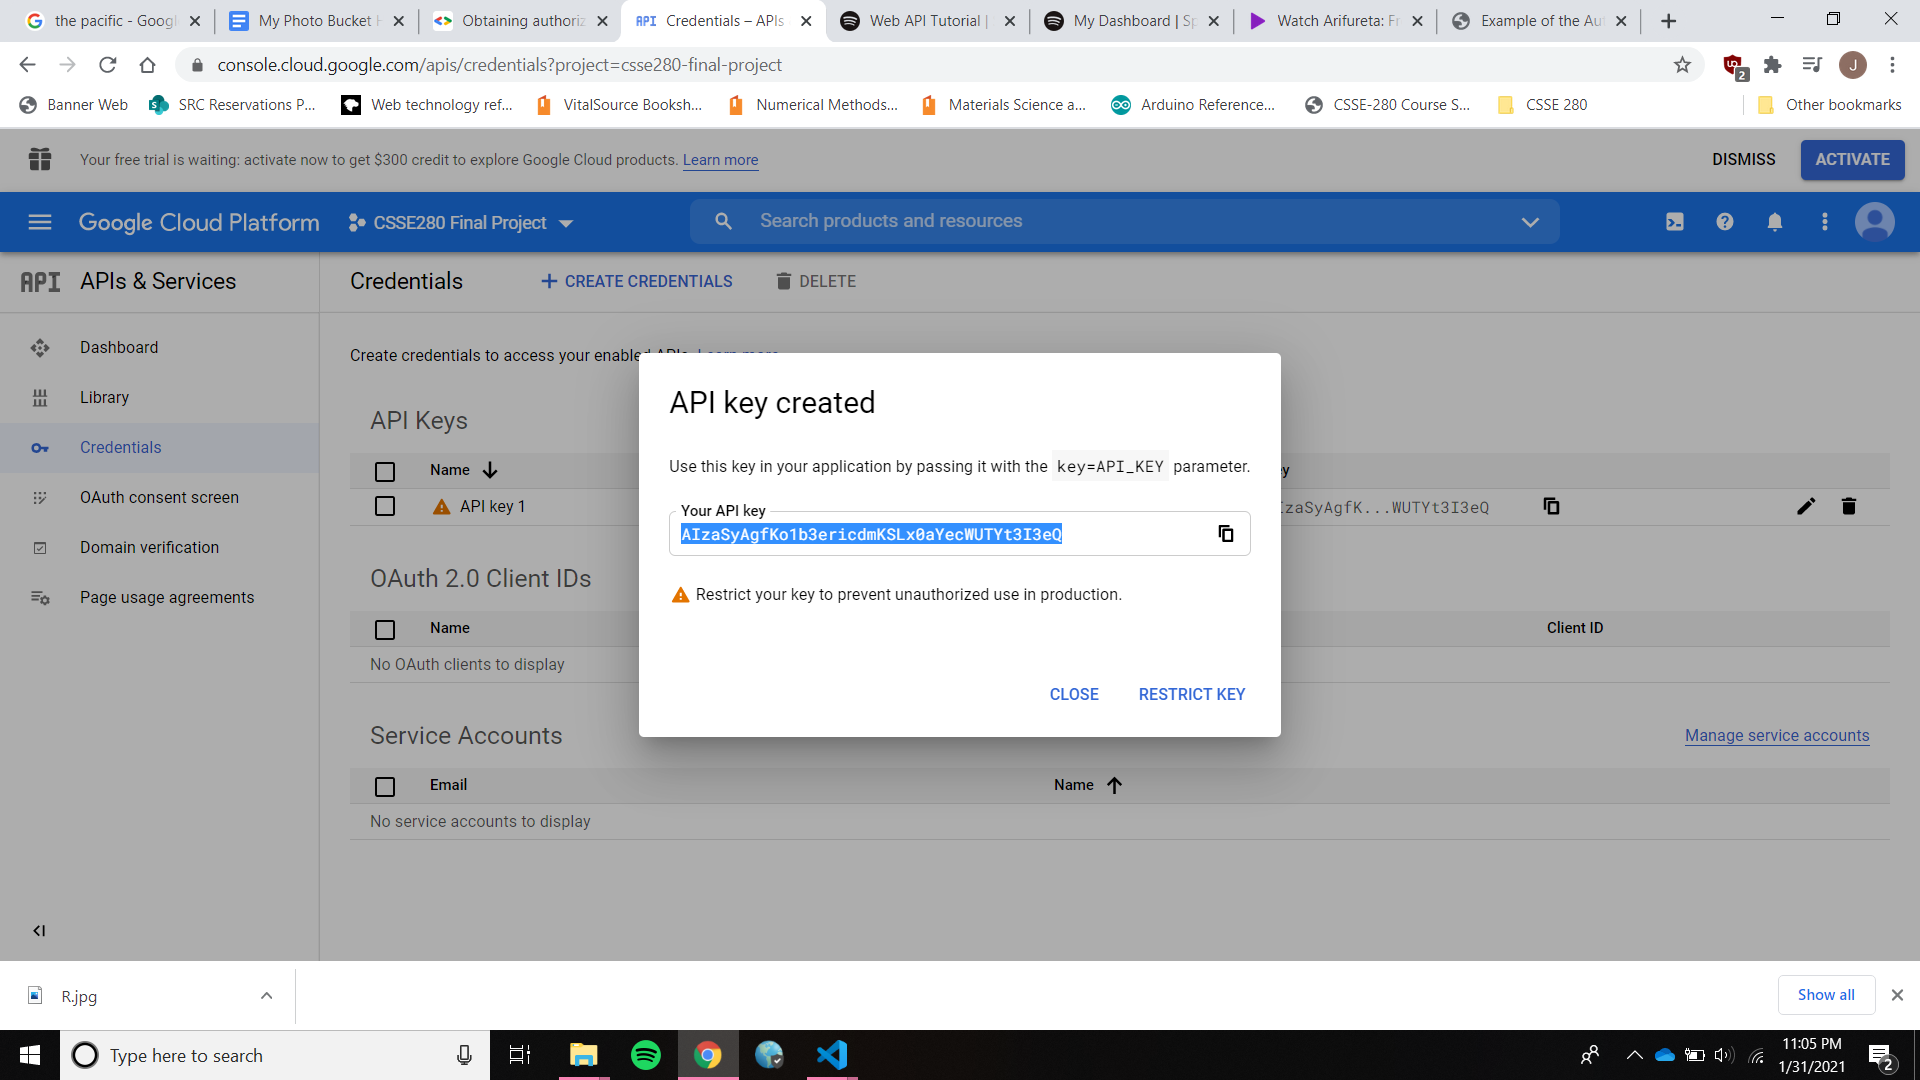 the pacific - Googl
My Photo Bucket F
Obtaining authoriz
API Credentials – APIs
Web API Tutorial |
My Dashboard | Sp
Watch Arifureta: Fr
Example of the Aut
console.cloud.google.com/apis/credentials?project=csse280-final-project
2
J
Banner Web
SRC Reservations P...
Web technology ref...
VitalSource Booksh...
Numerical Methods...
Materials Science a...
Arduino Reference...
CSSE-280 Course S...
CSSE 280
Other bookmarks
Your free trial is waiting: activate now to get $300 credit to explore Google Cloud products. Learn more
DISMISS
ACTIVATE
Google Cloud Platform
CSSE280 Final Project
Search products and resources
API APIs & Services
Credentials
CREATE CREDENTIALS
DELETE
Dashboard
Library
Credentials
OAuth consent screen
Domain verification
Page usage agreements
Create credentials to access your enabled APIs. Learn more
API Keys
Name
API key 1
IzaSyAgfK...WUTYt3I3eQ
OAuth 2.0 Client IDs
Name
Client ID
No OAuth clients to display
Service Accounts
Manage service accounts
Email
Name
No service accounts to display
API key created
Use this key in your application by passing it with the key=API_KEY parameter.
Your API key
AIzaSyAgfKo1b3ericdmKSLx0aYecWUTYt3I3eQ
Restrict your key to prevent unauthorized use in production.
CLOSE
RESTRICT KEY
R.jpg
Show all
Type here to search
11:05 PM
1/31/2021
2